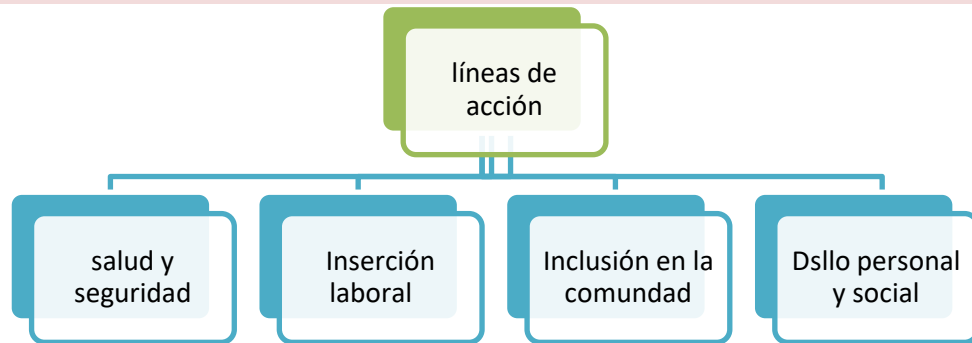 líneas de
acción
salud y
seguridad
Inserción
laboral
Inclusión en la
comundad
Dsllo personal
y social